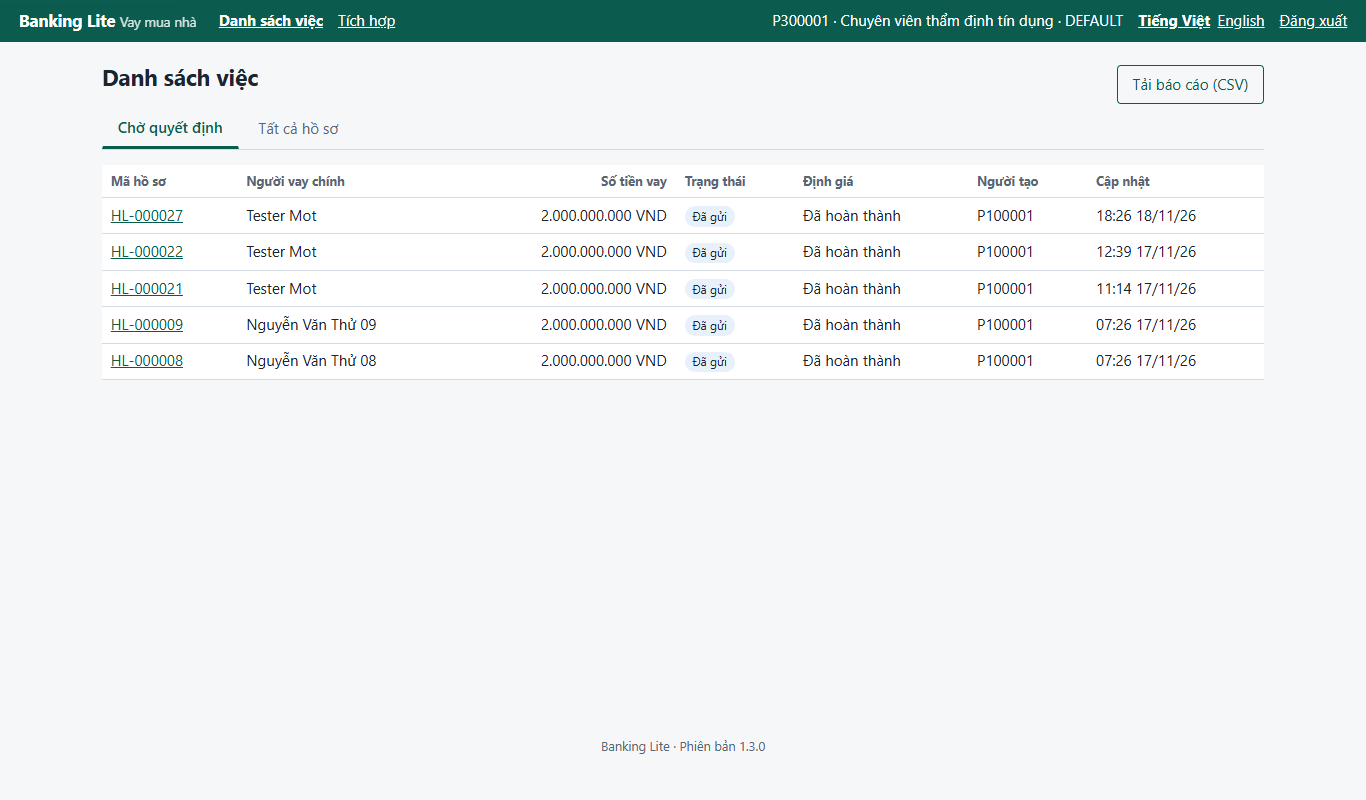 Banking Lite Vay mua nhà Danh sách việc Tích hợp P300001 · Chuyên viên thẩm định tín dụng · DEFAULT Tiếng Việt English Đăng xuất
Danh sách việc
Tải báo cáo (CSV)
Chờ quyết định Tất cả hồ sơ
Mã hồ sơ Người vay chính Số tiền vay Trạng thái Định giá Người tạo Cập nhật
HL-000027 Tester Mot 2.000.000.000 VND Đã gửi Đã hoàn thành P100001 18:26 18/11/26
HL-000022 Tester Mot 2.000.000.000 VND Đã gửi Đã hoàn thành P100001 12:39 17/11/26
HL-000021 Tester Mot 2.000.000.000 VND Đã gửi Đã hoàn thành P100001 11:14 17/11/26
HL-000009 Nguyễn Văn Thử 09 2.000.000.000 VND Đã gửi Đã hoàn thành P100001 07:26 17/11/26
HL-000008 Nguyễn Văn Thử 08 2.000.000.000 VND Đã gửi Đã hoàn thành P100001 07:26 17/11/26
Banking Lite · Phiên bản 1.3.0